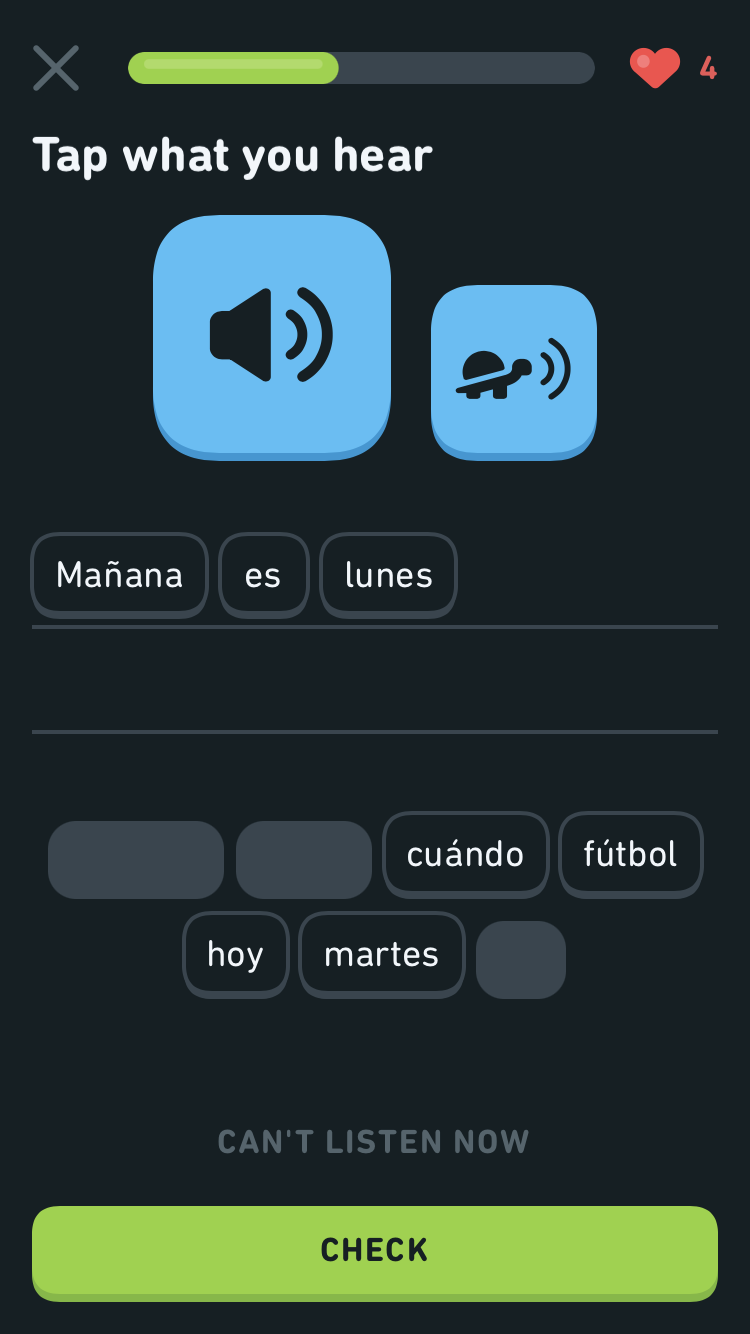 4
Tap what you hear
Mañana es lunes
cuándo fútbol
hoy martes
CAN'T LISTEN NOW
CHECK